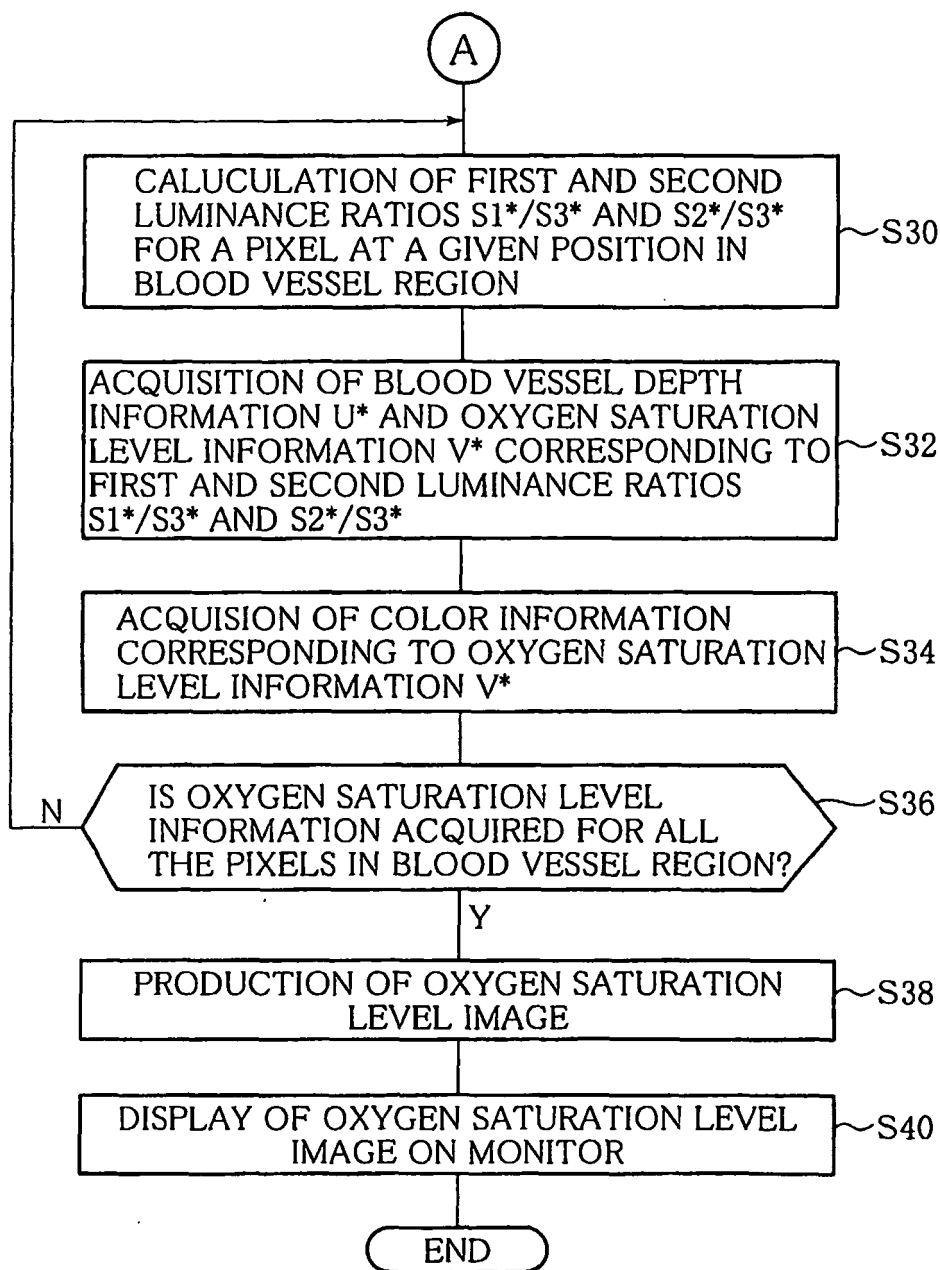 A
CALUCULATION OF FIRST AND SECOND
LUMINANCE RATIOS S1*/S3* AND S2*/S3*
FOR A PIXEL AT A GIVEN POSITION IN
BLOOD VESSEL REGION
S30
ACQUISITION OF BLOOD VESSEL DEPTH
INFORMATION U* AND OXYGEN SATURATION
LEVEL INFORMATION V* CORRESPONDING TO
FIRST AND SECOND LUMINANCE RATIOS
S1*/S3* AND S2*/S3*
S32
ACQUISION OF COLOR INFORMATION
CORRESPONDING TO OXYGEN SATURATION
LEVEL INFORMATION V*
S34
N
IS OXYGEN SATURATION LEVEL
INFORMATION ACQUIRED FOR ALL
THE PIXELS IN BLOOD VESSEL REGION?
S36
Y
PRODUCTION OF OXYGEN SATURATION
LEVEL IMAGE
S38
DISPLAY OF OXYGEN SATURATION LEVEL
IMAGE ON MONITOR
S40
END